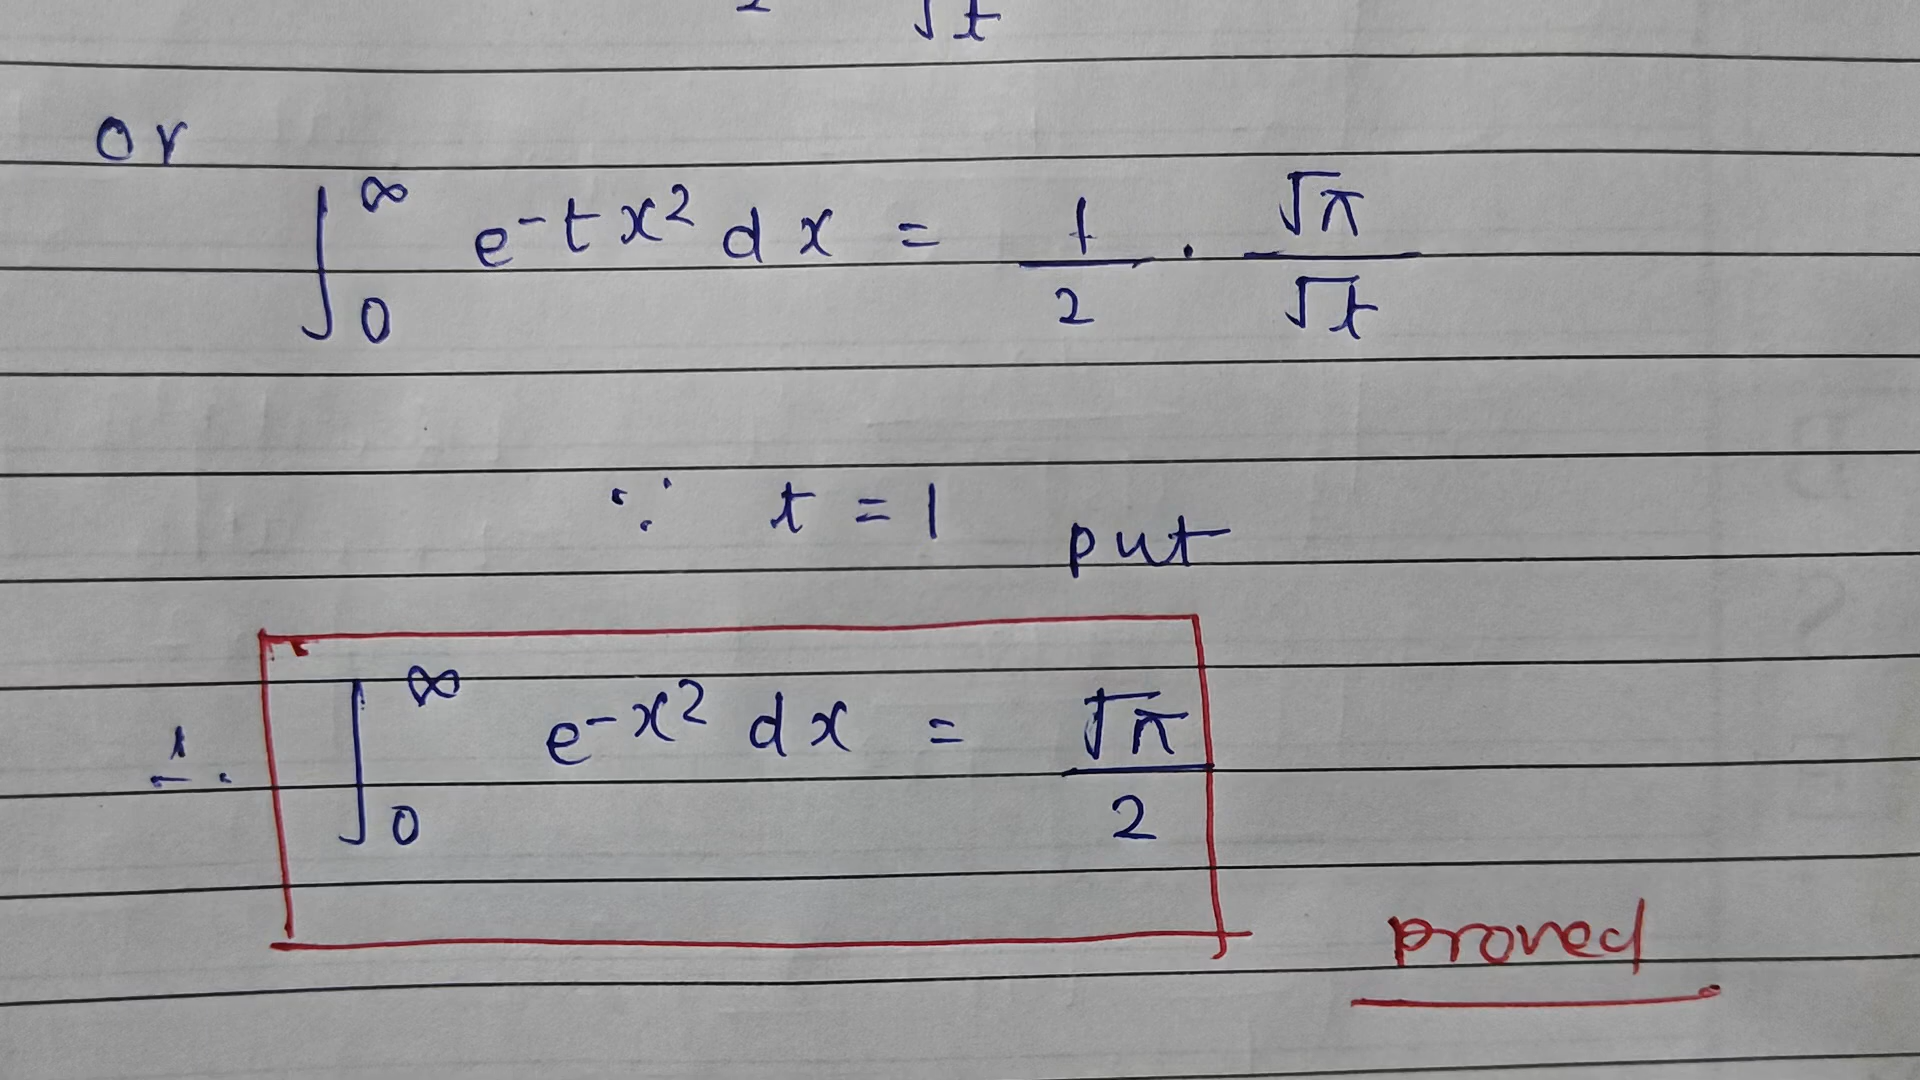 √t
or
∫₀^∞ e^-tx² dx = 1/2 · √π/√t
∵ t = 1 put
∴ ∫₀^∞ e^-x² dx = √π/2
proved